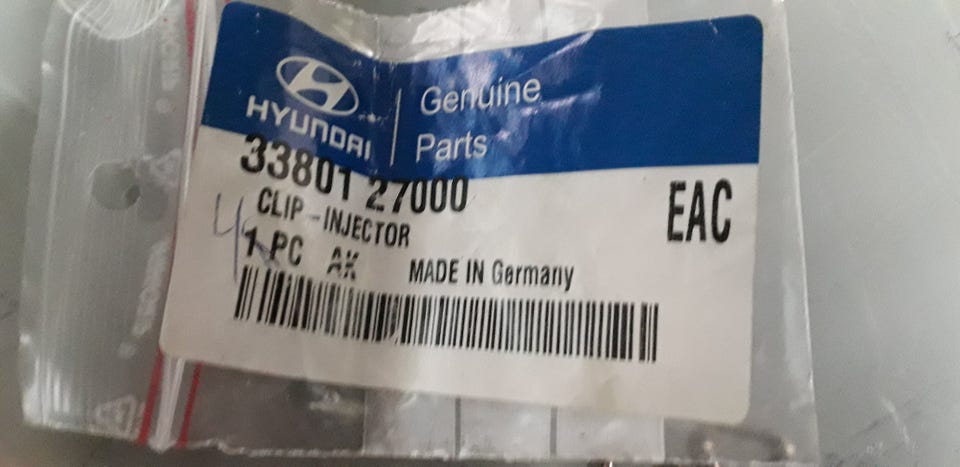 HYUNDAI
Genuine
Parts
33801 27000
CLIP-INJECTOR
1 PC AK MADE IN Germany
EAC